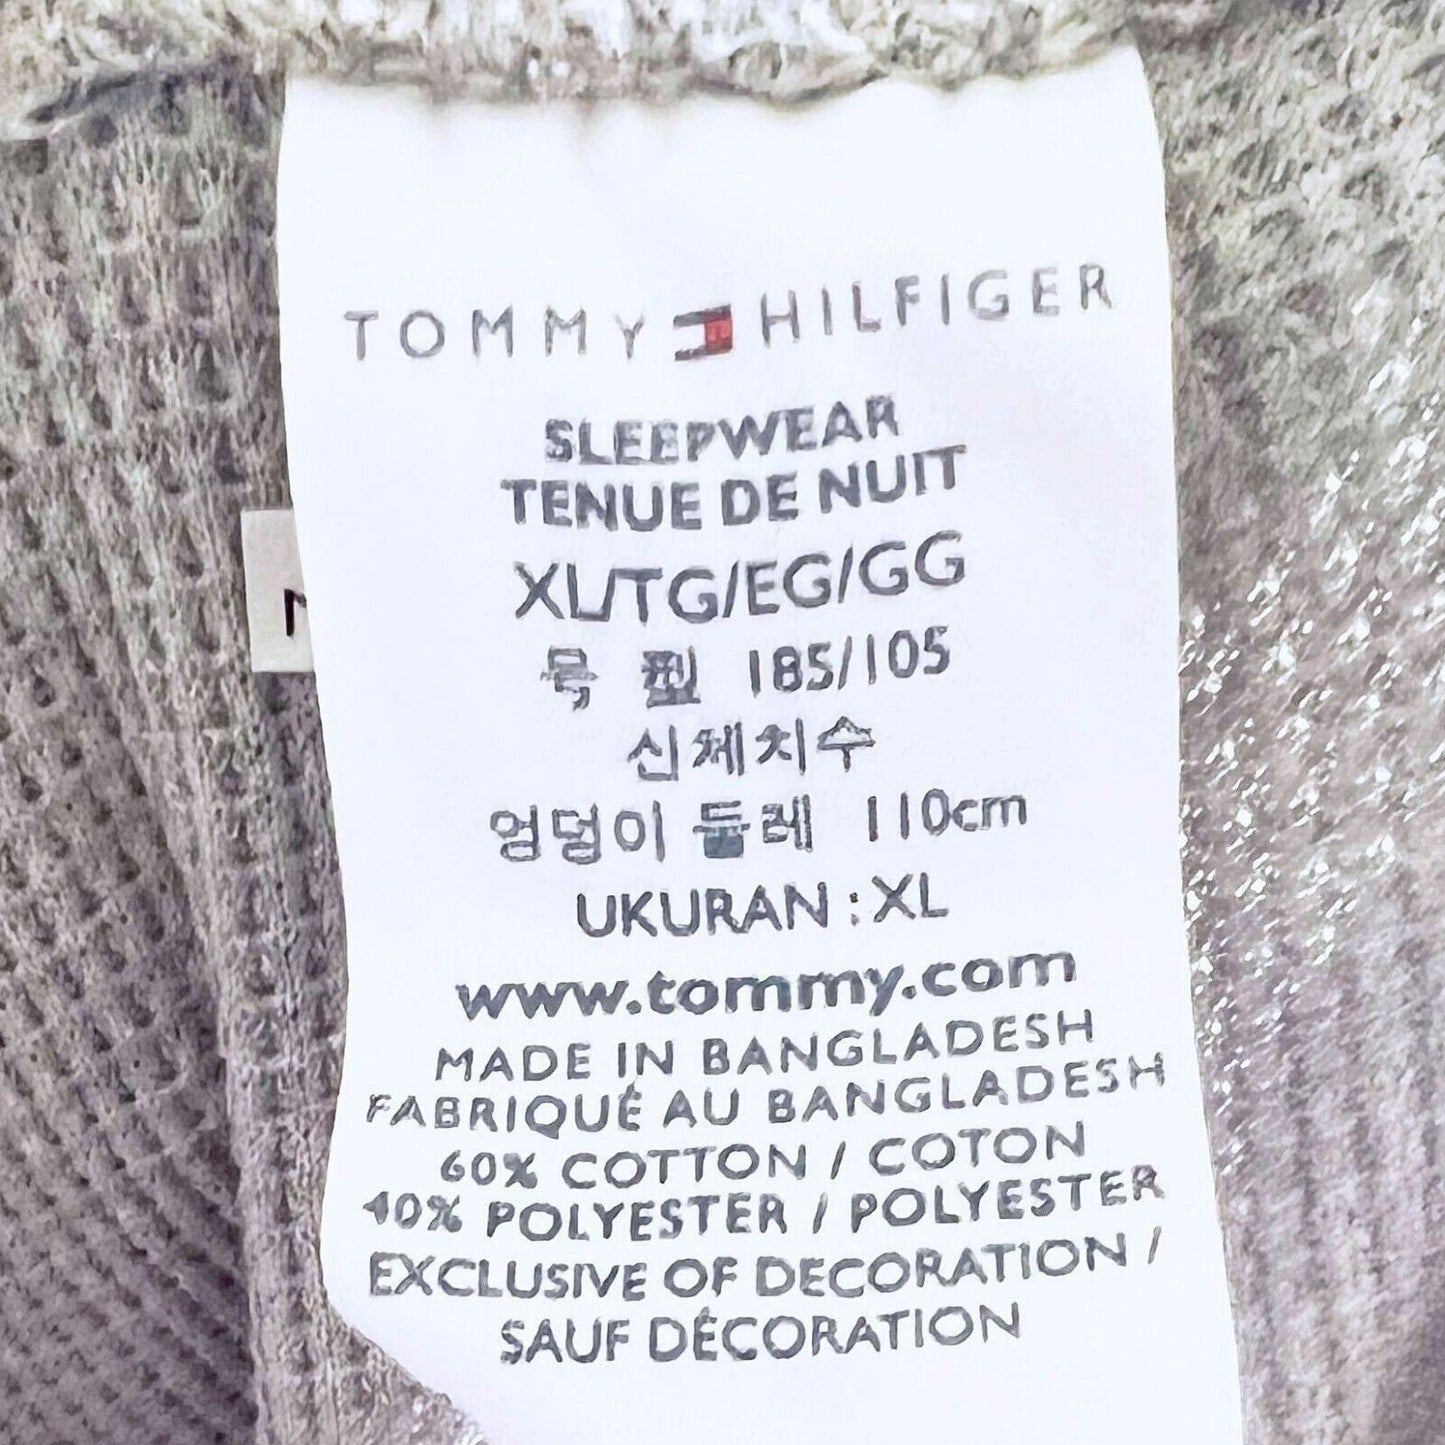 TOMMY HILFIGER
SLEEPWEAR
TENUE DE NUIT
XL/TG/EG/GG
185/105
신체치수
엉덩이 둘레 110cm
UKURAN : XL
www.tommy.com
MADE IN BANGLADESH
FABRIQUÉ AU BANGLADESH
60% COTTON / COTON
40% POLYESTER / POLYESTER
EXCLUSIVE OF DECORATION /
SAUF DÉCORATION